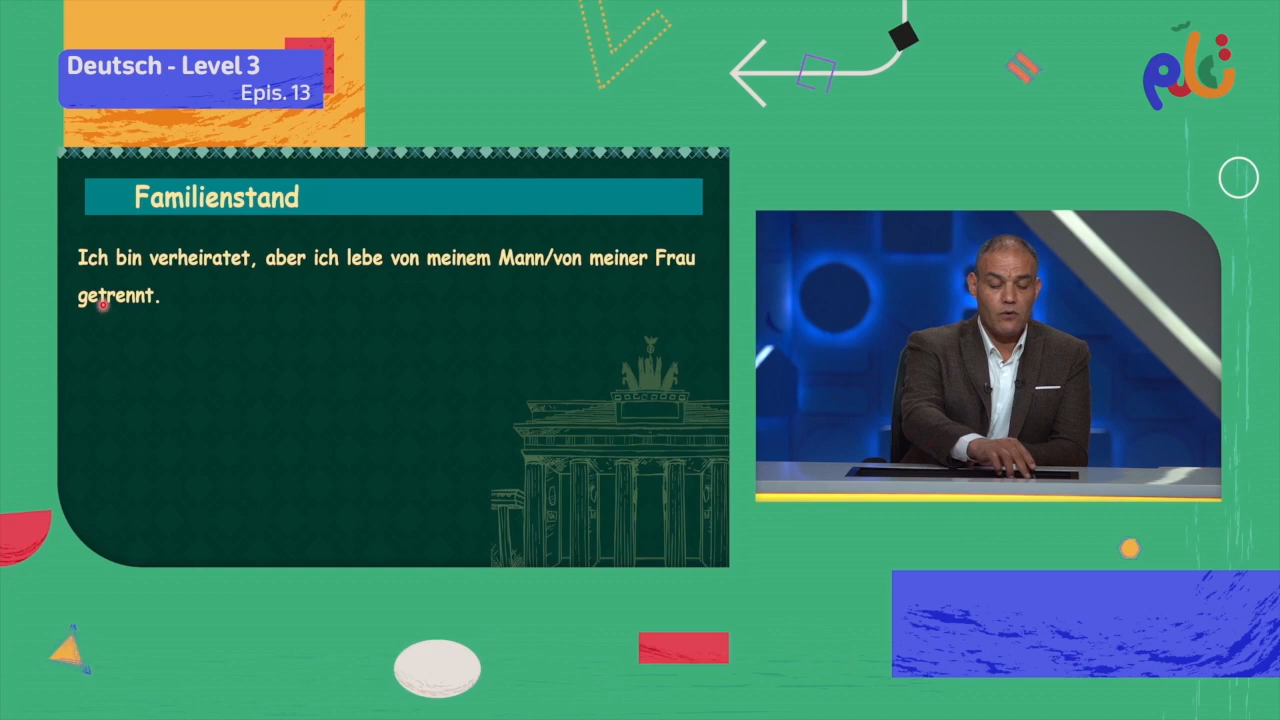 Deutsch - Level 3
Epis. 13
نتعلم
Familienstand
Ich bin verheiratet, aber ich lebe von meinem Mann/von meiner Frau
getrennt.